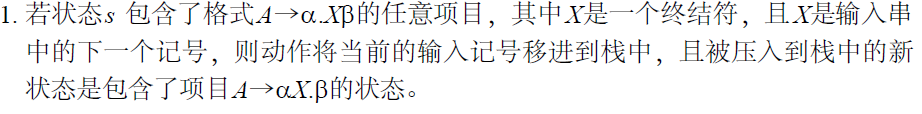 1. 若状态s 包含了格式A→α.Xβ的任意项目，其中X是一个终结符，且X是输入串
中的下一个记号，则动作将当前的输入记号移进到栈中，且被压入到栈中的新
状态是包含了项目A→αX.β的状态。